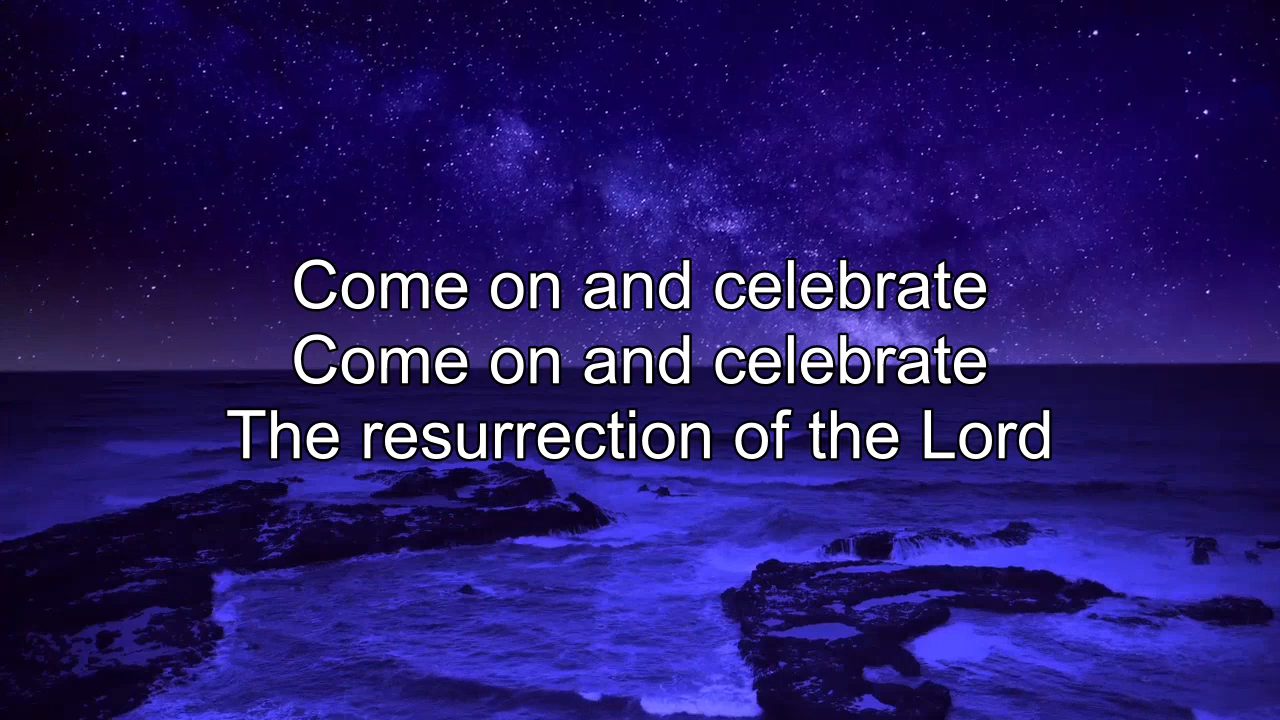 Come on and celebrate
Come on and celebrate
The resurrection of the Lord